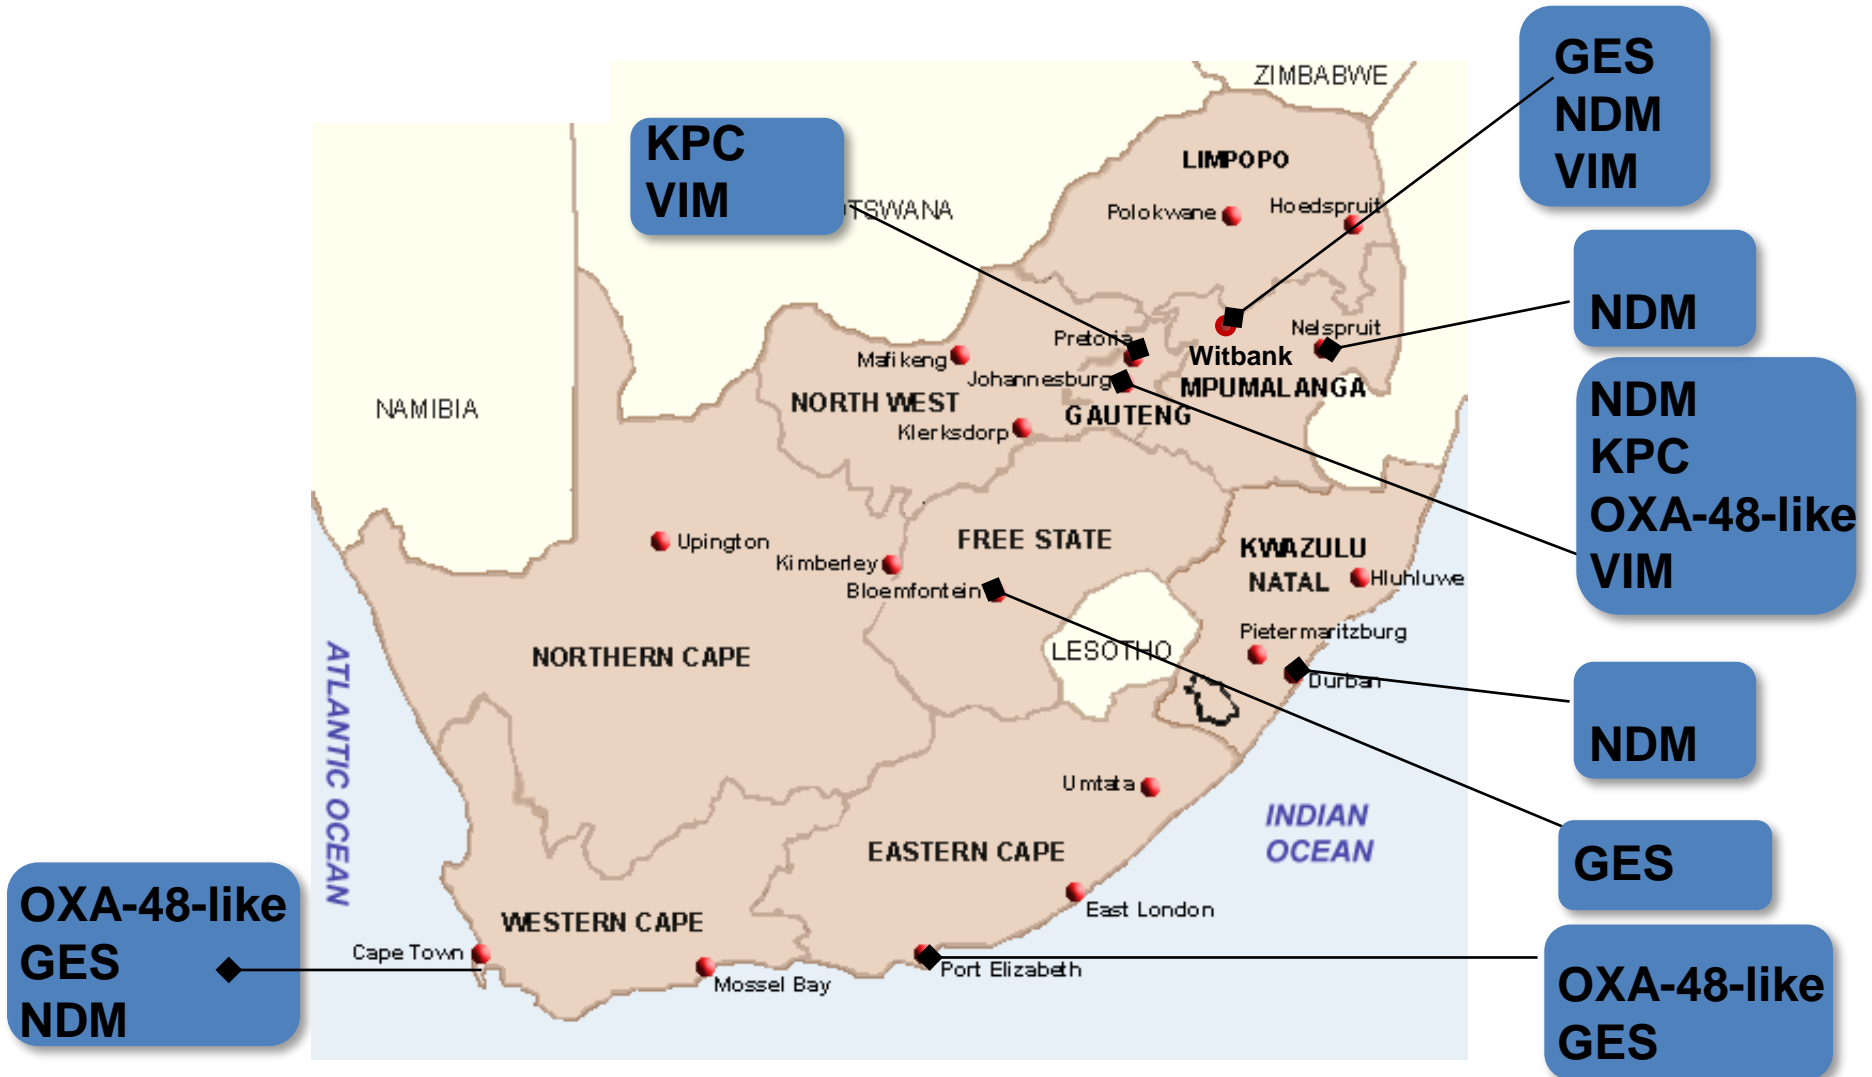 GES
NDM
VIM
ZIMBABWE
KPC
VIM
LIMPOPO
TSWANA
Polokwane
Hoedspruit
NDM
Pretoria
Nelspruit
Mafikeng
Witbank
Johannesburg
MPUMALANGA
NAMIBIA
NORTH WEST
GAUTENG
Klerksdorp
NDM
KPC
OXA-48-like
VIM
Upington
FREE STATE
KWAZULU
NATAL
Kimberley
Hluhluwe
Bloemfontein
Pietermaritzburg
LESOTHO
NORTHERN CAPE
Durban
ATLANTIC OCEAN
NDM
Umtata
INDIAN
OCEAN
EASTERN CAPE
GES
OXA-48-like
GES
NDM
WESTERN CAPE
East London
Cape Town
Port Elizabeth
Mossel Bay
OXA-48-like
GES